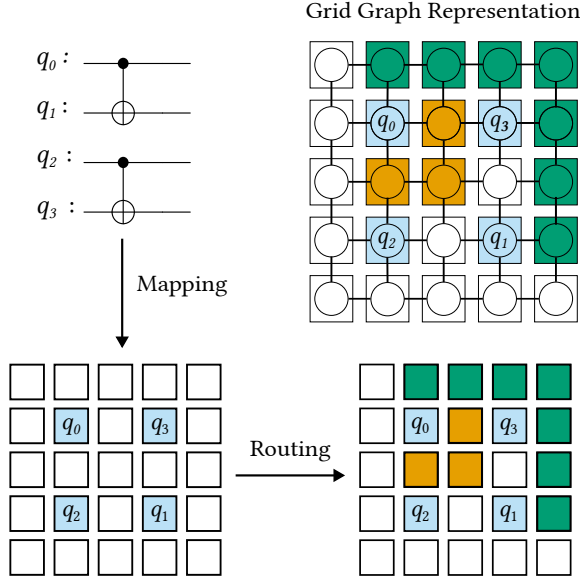 Grid Graph Representation
q0 :
q1 :
q2 :
q3 :
q0 q3
q2 q1
Mapping
q0 q3
q2 q1
Routing
q0 q3
q2 q1